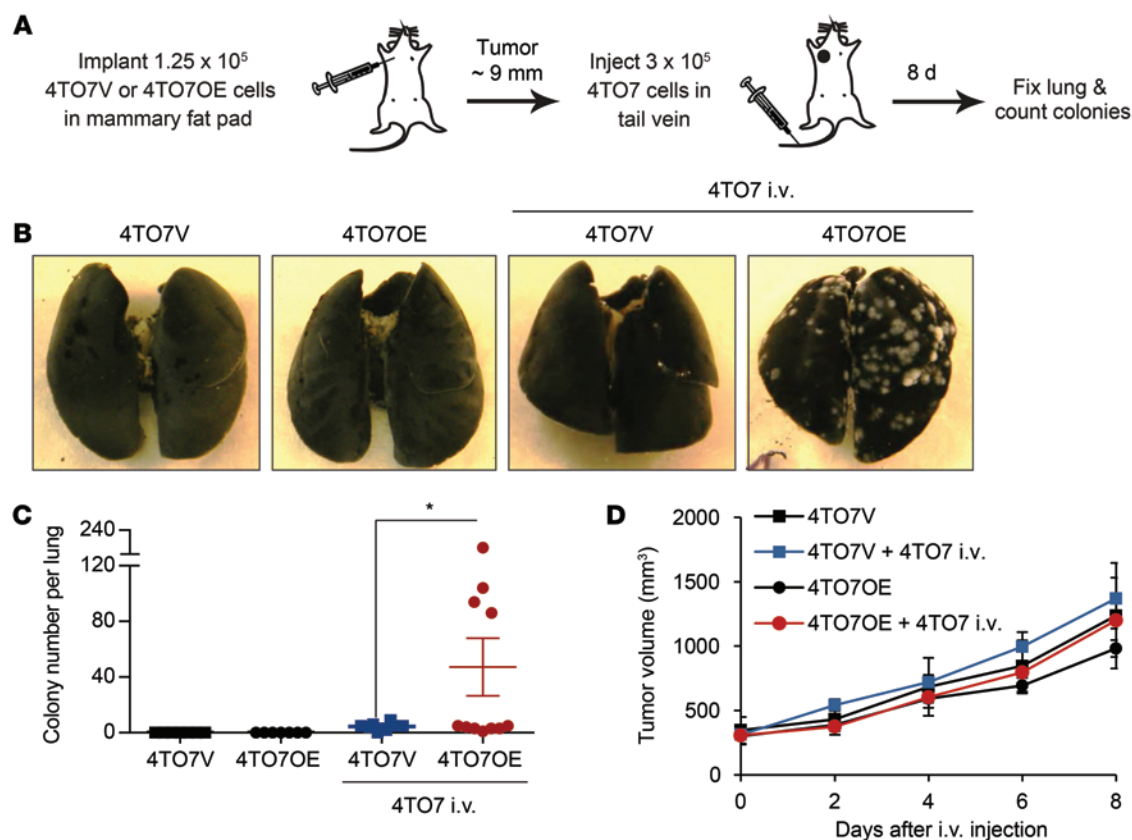 A
Implant 1.25 x 10⁵
4TO7V or 4TO7OE cells
in mammary fat pad
Tumor
~ 9 mm
Inject 3 x 10⁵
4TO7 cells in
tail vein
8 d
Fix lung &
count colonies
4TO7 i.v.
B
4TO7V
4TO7OE
4TO7V
4TO7OE
C
Colony number per lung
240
120
80
40
0
*
4TO7V
4TO7OE
4TO7V
4TO7OE
4TO7 i.v.
D
Tumor volume (mm³)
2000
1500
1000
500
0
4TO7V
4TO7V + 4TO7 i.v.
4TO7OE
4TO7OE + 4TO7 i.v.
0 2 4 6 8
Days after i.v. injection